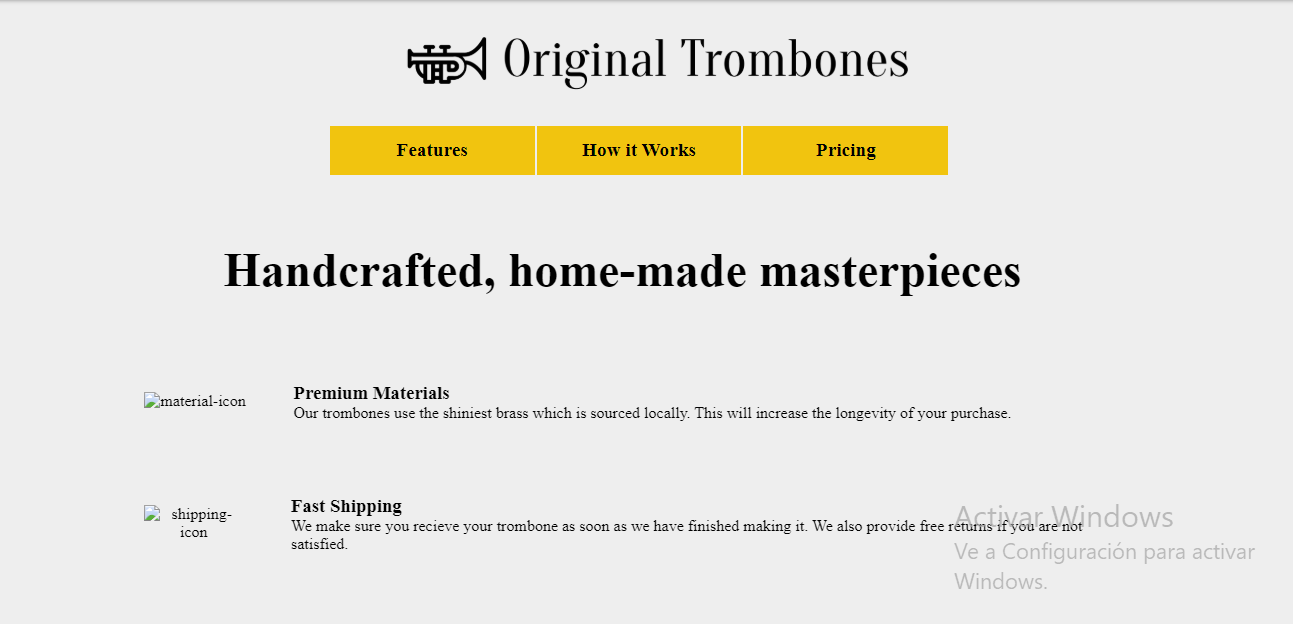 Original Trombones
Features
How it Works
Pricing
Handcrafted, home-made masterpieces
material-icon
Premium Materials
Our trombones use the shiniest brass which is sourced locally. This will increase the longevity of your purchase.
shipping-
icon
Fast Shipping
We make sure you recieve your trombone as soon as we have finished making it. We also provide free returns if you are not
satisfied.
Activar Windows
Ve a Configuración para activar
Windows.